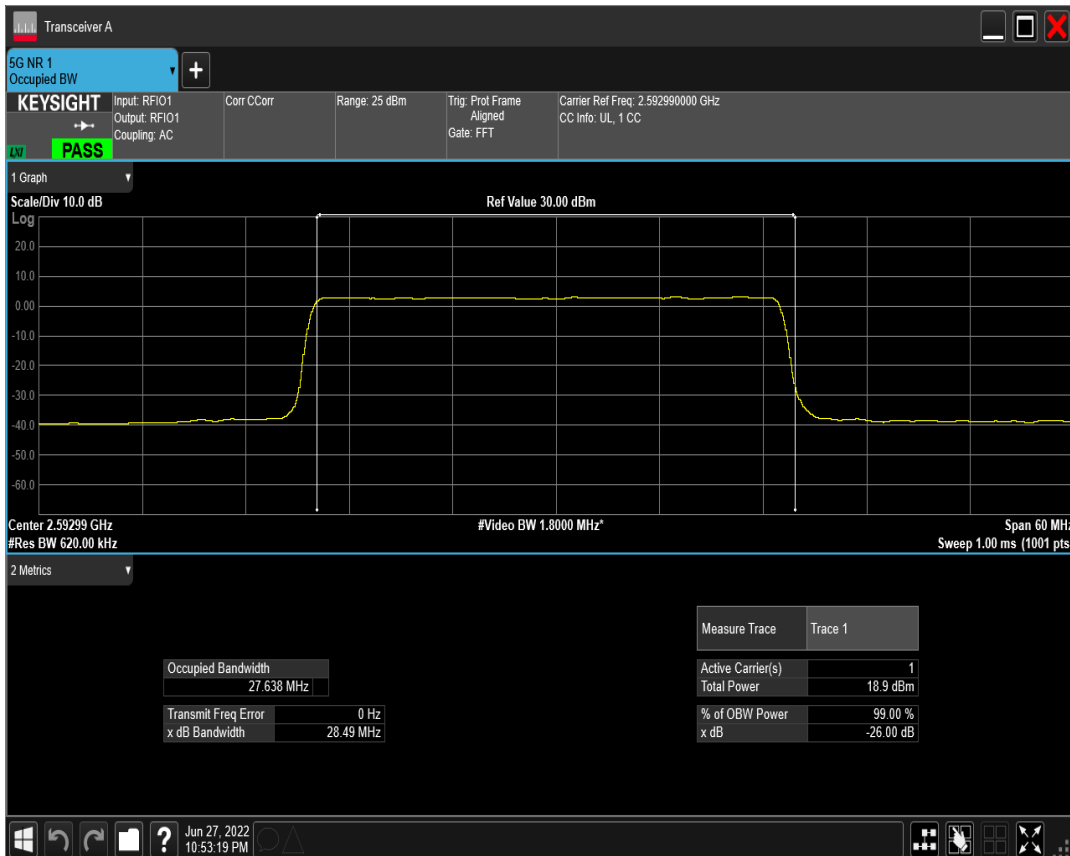 Transceiver A
5G NR 1
Occupied BW
+
KEYSIGHT
LXI
PASS
Input: RFIO1
Output: RFIO1
Coupling: AC
Corr CCorr
Range: 25 dBm
Trig: Prot Frame
Aligned
Gate: FFT
Carrier Ref Freq: 2.592990000 GHz
CC Info: UL, 1 CC
1 Graph
Scale/Div 10.0 dB
Ref Value 30.00 dBm
Log
20.0
10.0
0.00
-10.0
-20.0
-30.0
-40.0
-50.0
-60.0
Center 2.59299 GHz
#Video BW 1.8000 MHz*
Span 60 MHz
#Res BW 620.00 kHz
Sweep 1.00 ms (1001 pts
2 Metrics
Measure Trace Trace 1
Occupied Bandwidth
27.638 MHz
Active Carrier(s) 1
Total Power 18.9 dBm
Transmit Freq Error 0 Hz
x dB Bandwidth 28.49 MHz
% of OBW Power 99.00 %
x dB -26.00 dB
?
Jun 27, 2022
10:53:19 PM